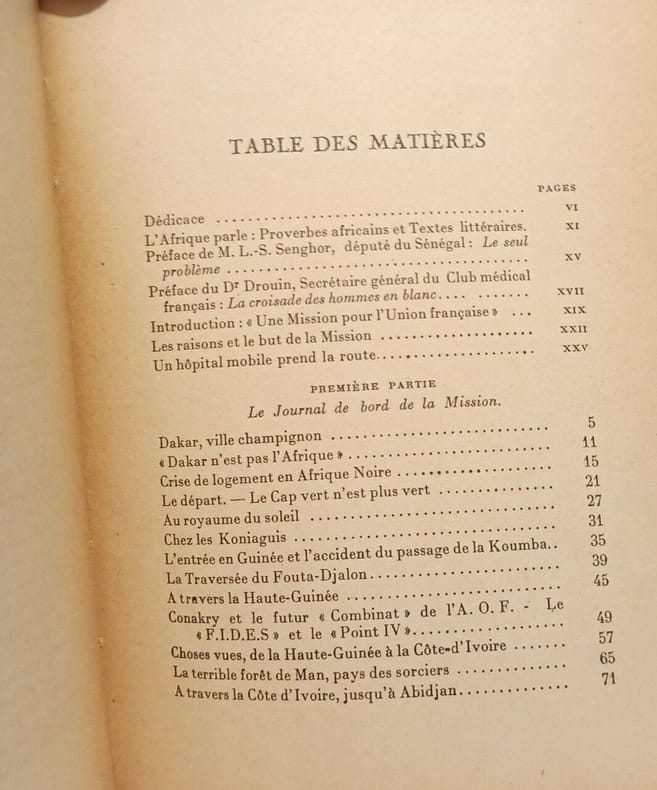 TABLE DES MATIÈRES
PAGES
Dédicace .......................................... VI
L'Afrique parle : Proverbes africains et Textes littéraires. XI
Préface de M. L.-S. Senghor, député du Sénégal : Le seul
problème .......................................... XV
Préface du Dr Drouin, Secrétaire général du Club médical
français : La croisade des hommes en blanc.... ....... XVII
Introduction : « Une Mission pour l'Union française » ... XIX
Les raisons et le but de la Mission .................... XXII
Un hôpital mobile prend la route...................... XXV
PREMIÈRE PARTIE
Le Journal de bord de la Mission.
Dakar, ville champignon ............................ 5
« Dakar n'est pas l'Afrique » .......................... 11
Crise de logement en Afrique Noire .................... 15
Le départ. — Le Cap vert n'est plus vert .............. 21
Au royaume du soleil ............................... 27
Chez les Koniaguis ................................. 31
L'entrée en Guinée et l'accident du passage de la Koumba.. 35
La Traversée du Fouta-Djalon........................ 39
A travers la Haute-Guinée ........................... 45
Conakry et le futur « Combinat » de l'A. O. F. - Le
« F.I.D.E.S » et le « Point IV »..................... 49
Choses vues, de la Haute-Guinée à la Côte-d'Ivoire ....... 57
La terrible forêt de Man, pays des sorciers .............. 65
A travers la Côte d'Ivoire, jusqu'à Abidjan.............. 71